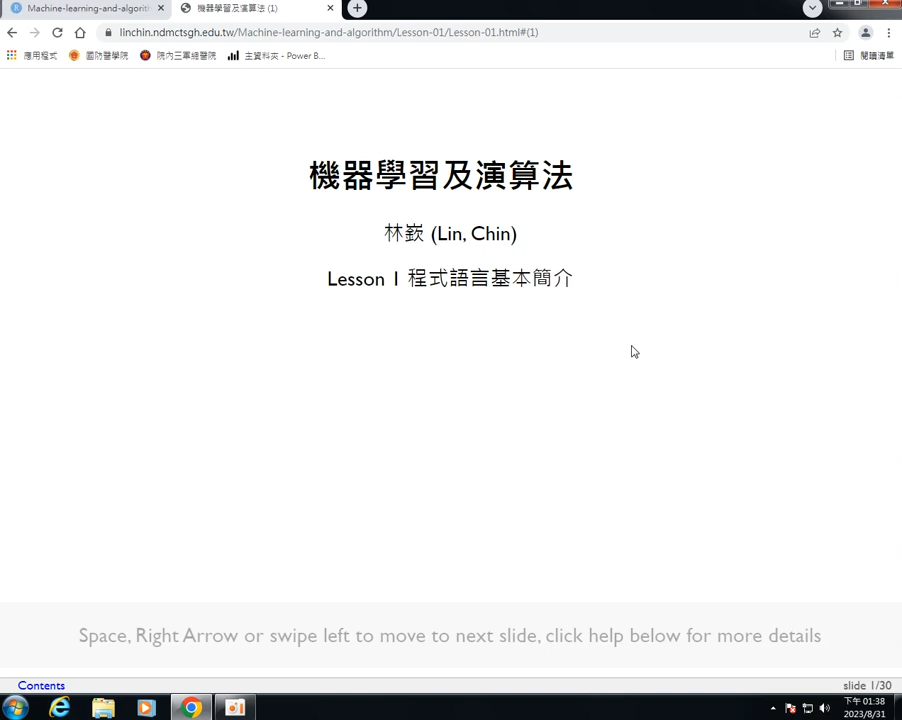 Machine-learning-and-algorith
機器學習及演算法 (1)
linchin.ndmctsgh.edu.tw/Machine-learning-and-algorithm/Lesson-01/Lesson-01.html#(1)
應用程式
國防醫學院
院內三軍總醫院
主資料夾 - Power B...
閱讀清單
機器學習及演算法
林嶔 (Lin, Chin)
Lesson 1 程式語言基本簡介
Space, Right Arrow or swipe left to move to next slide, click help below for more details
Contents
slide 1/30
下午 01:38
2023/8/31